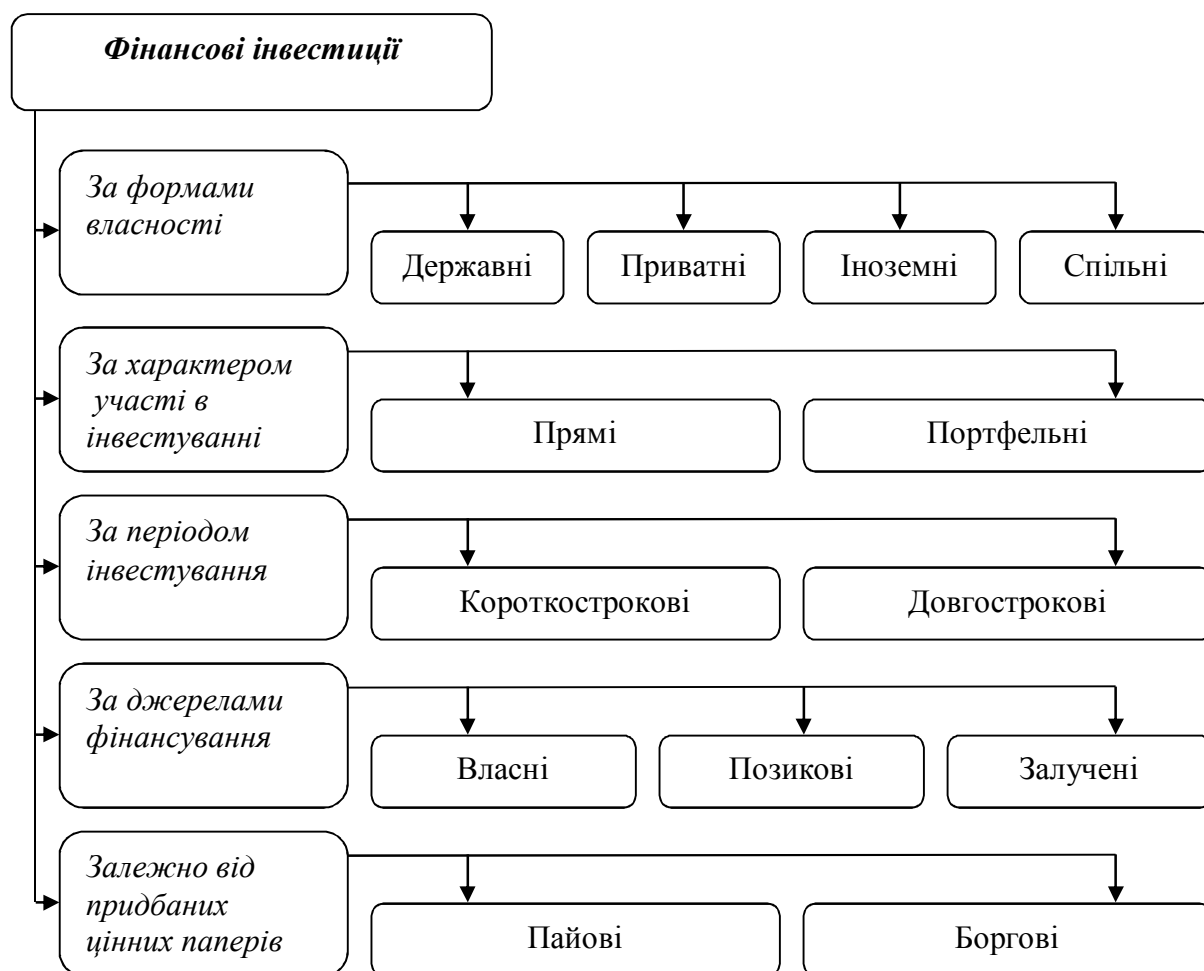 Фінансові інвестиції
За формами
власності
Державні
Приватні
Іноземні
Спільні
За характером
участі в
інвестуванні
Прямі
Портфельні
За періодом
інвестування
Короткострокові
Довгострокові
За джерелами
фінансування
Власні
Позикові
Залучені
Залежно від
придбаних
цінних паперів
Пайові
Боргові